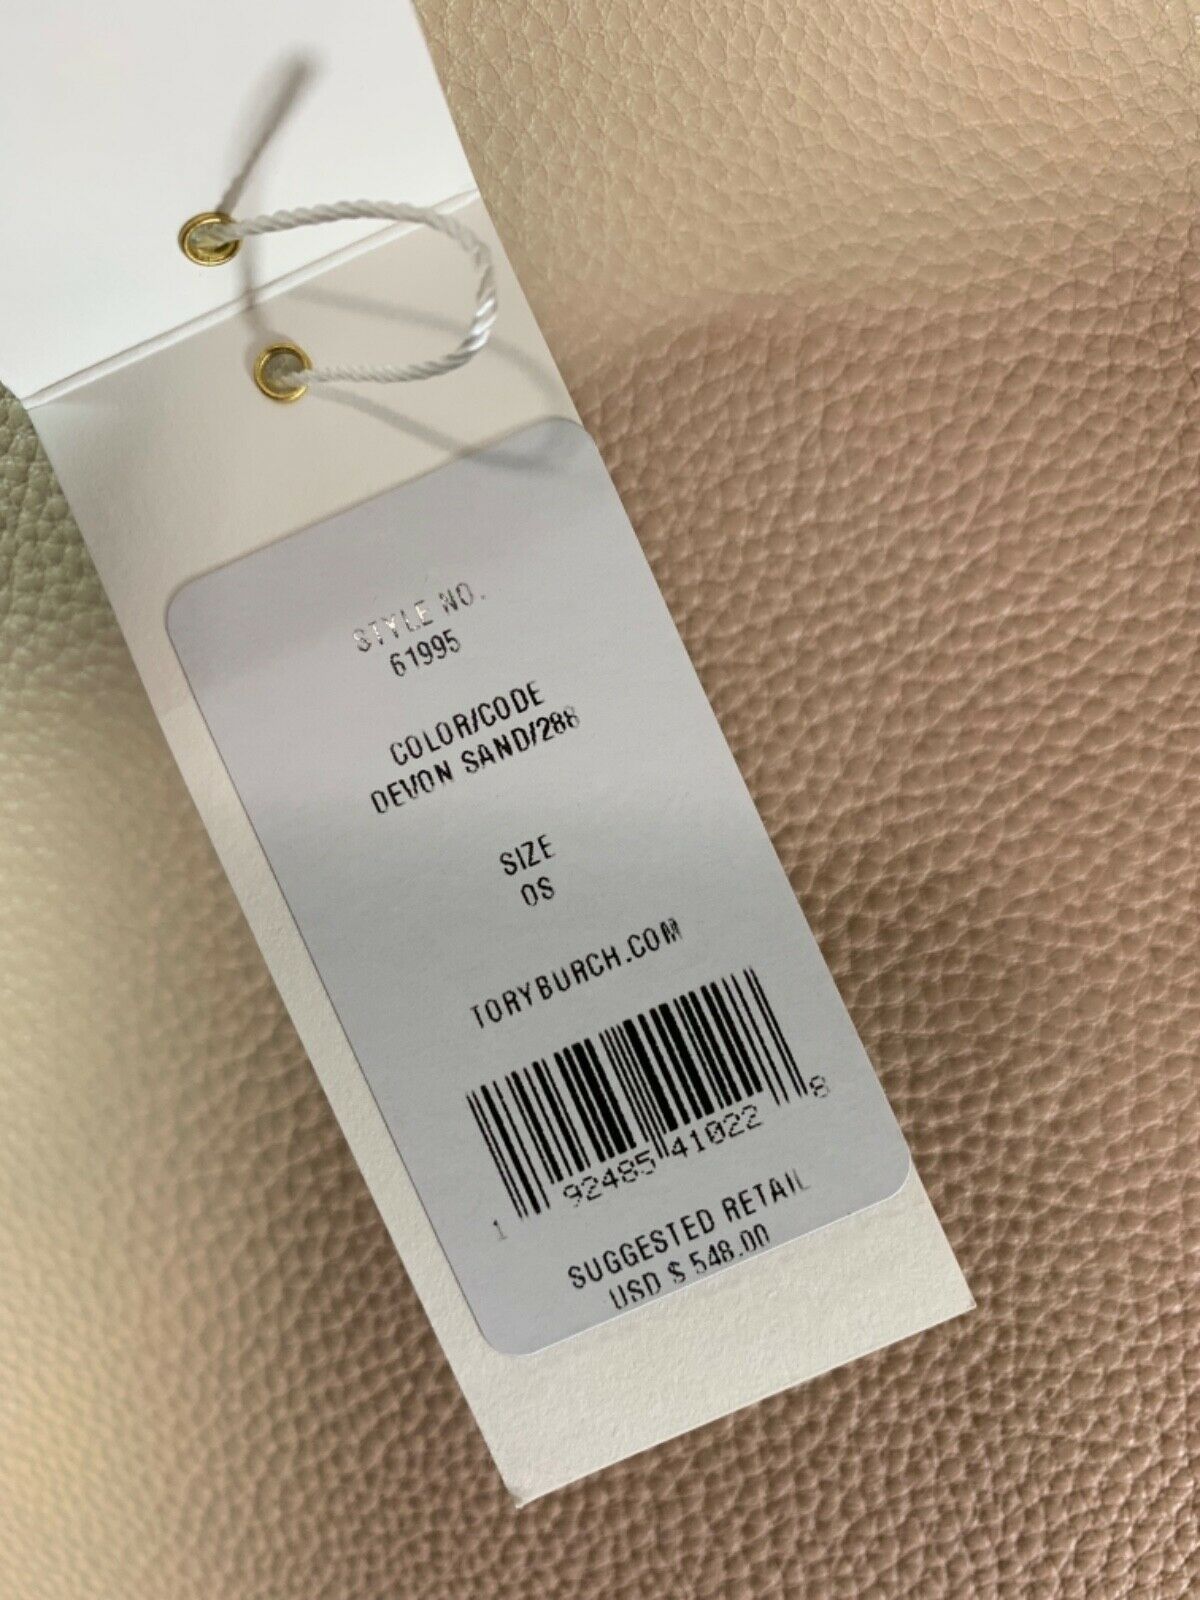 STYLE NO.
61995
COLOR/CODE
DEVON SAND/288
SIZE
OS
TORYBURCH.COM
1 92485 41022 8
SUGGESTED RETAIL
USD $ 548.00